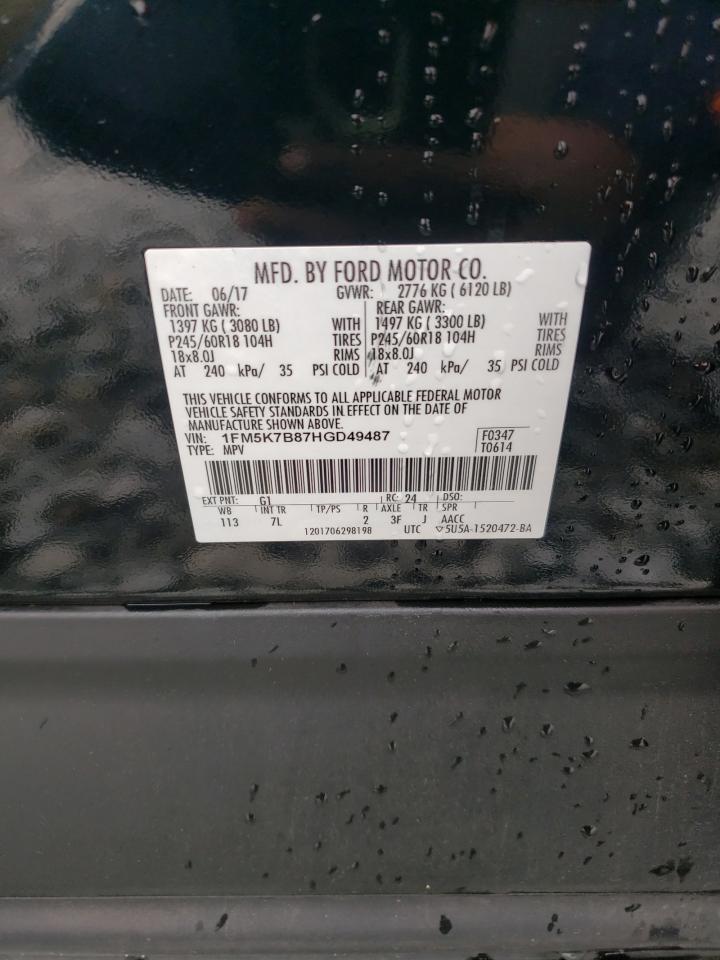 MFD. BY FORD MOTOR CO.
DATE: 06/17 GVWR: 2776 KG ( 6120 LB)
FRONT GAWR: REAR GAWR:
1397 KG ( 3080 LB) WITH 1497 KG ( 3300 LB) WITH
P245/60R18 104H TIRES P245/60R18 104H TIRES
18x8.0J RIMS 18x8.0J RIMS
AT 240 kPa/ 35 PSI COLD AT 240 kPa/ 35 PSI COLD
THIS VEHICLE CONFORMS TO ALL APPLICABLE FEDERAL MOTOR
VEHICLE SAFETY STANDARDS IN EFFECT ON THE DATE OF
MANUFACTURE SHOWN ABOVE.
VIN: 1FM5K7B87HGD49487 F0347
TYPE: MPV T0614
EXT PNT: G1 RC: 24 DSO:
WB INT TR TP/PS R AXLE TR SPR
113 7L 2 3F J AACC
1201706298198 UTC ▽5U5A-1520472-BA